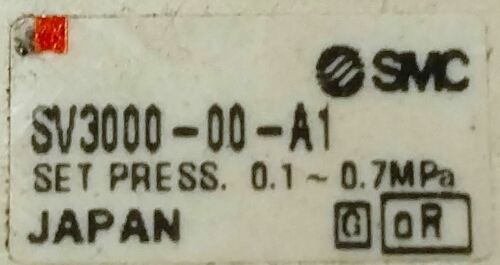 SMC
SV3000-00-A1
SET PRESS. 0.1~0.7MPa
JAPAN G oR